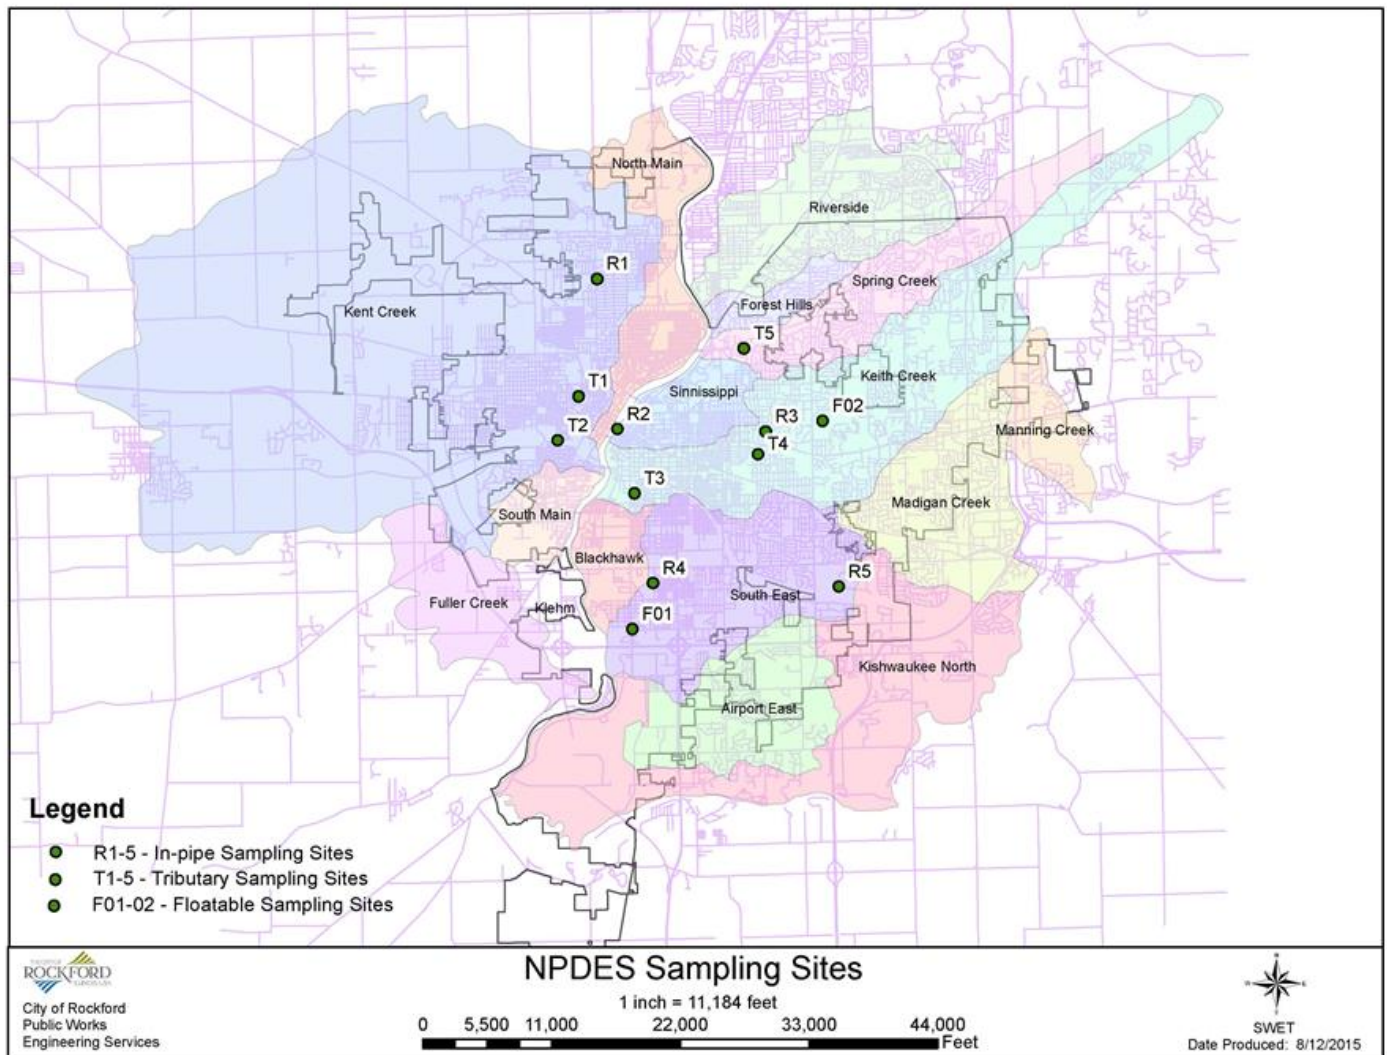 North Main
Riverside
R1
Spring Creek
Forest Hills
Kent Creek
T5
Keith Creek
Sinnissippi
T1
F02
R2
R3
Manning Creek
T2
T4
T3
Madigan Creek
South Main
Blackhawk
R4
R5
South East
Fuller Creek
Klehm
F01
Kishwaukee North
Airport East
Legend
R1-5 - In-pipe Sampling Sites
T1-5 - Tributary Sampling Sites
F01-02 - Floatable Sampling Sites
ROCKFORD
City of Rockford
Public Works
Engineering Services
NPDES Sampling Sites
1 inch = 11,184 feet
0 5,500 11,000 22,000 33,000 44,000
Feet
SWET
Date Produced: 8/12/2015